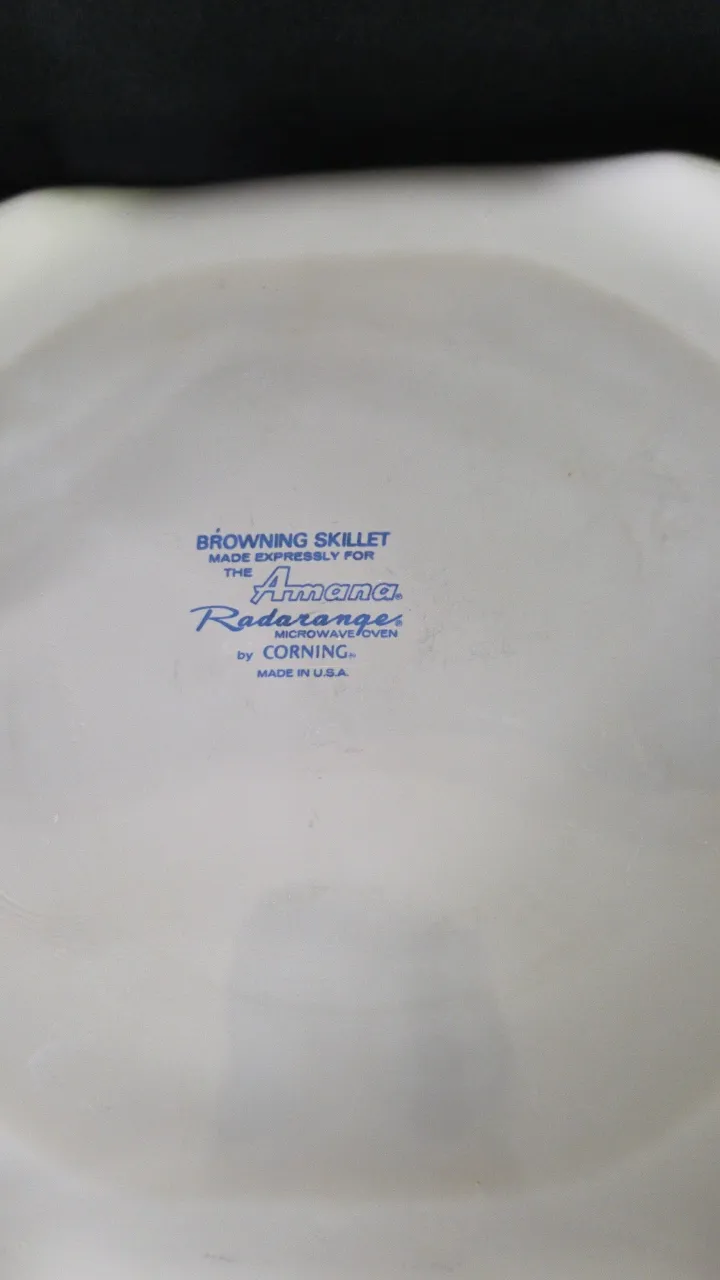 BROWNING SKILLET
MADE EXPRESSLY FOR
THE Amana®
Radarange®
MICROWAVE OVEN
by CORNING®
MADE IN U.S.A.